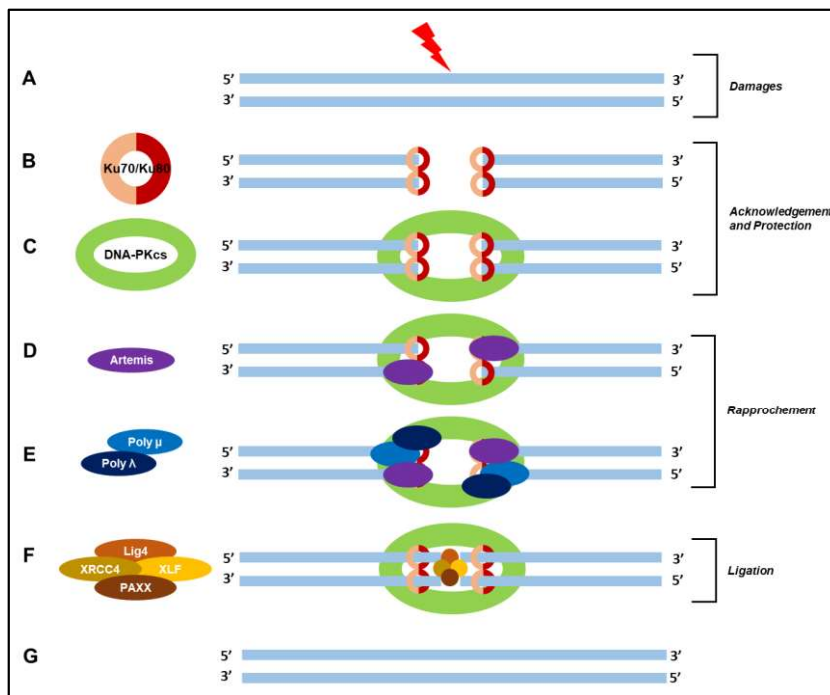 A
5’ 3’
3’ 5’
Damages
B
Ku70/Ku80
5’ 3’
3’ 5’
Acknowledgement
and Protection
C
DNA-PKcs
5’ 3’
3’ 5’
D
Artemis
5’ 3’
3’ 5’
Rapprochement
E
Poly µ
Poly λ
5’ 3’
3’ 5’
F
Lig4
XRCC4 XLF
PAXX
5’ 3’
3’ 5’
Ligation
G
5’ 3’
3’ 5’